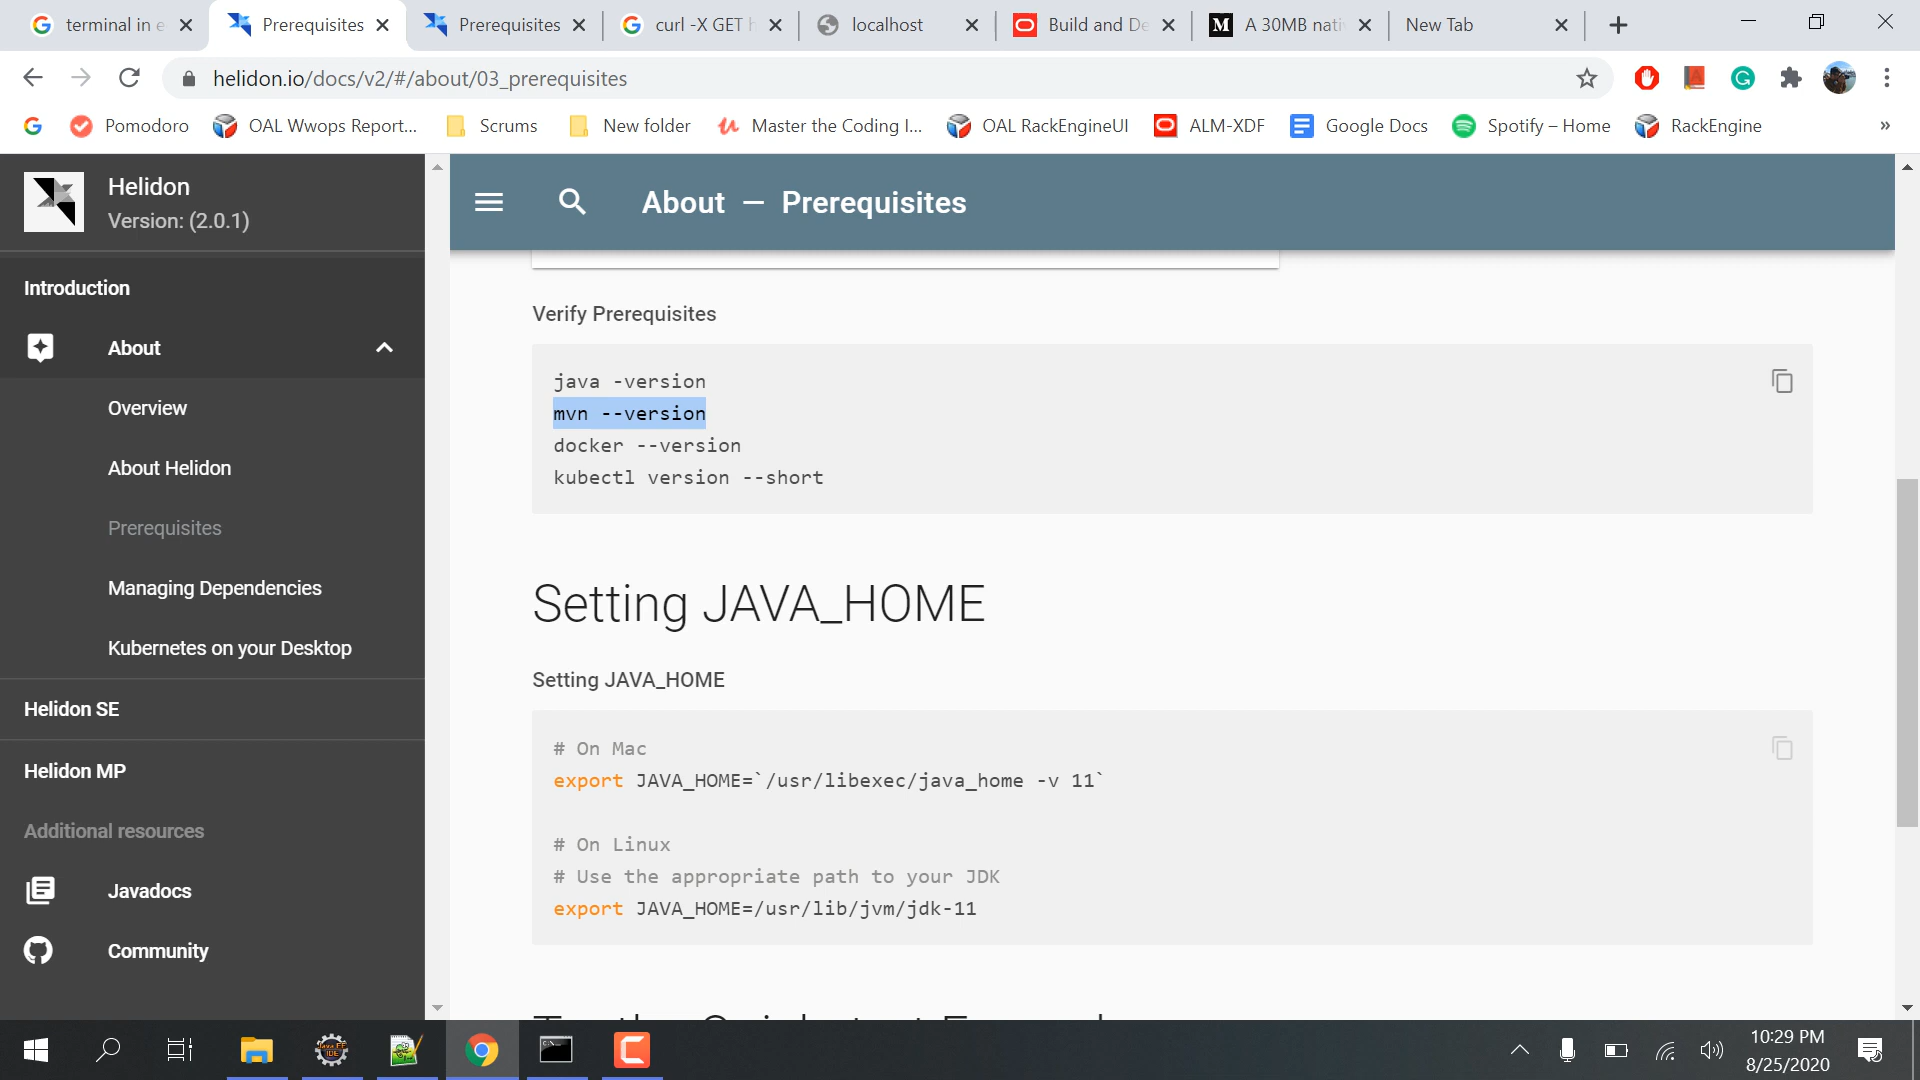 terminal in e
Prerequisites
Prerequisites
curl -X GET h
localhost
Build and De
M
A 30MB nati
New Tab
helidon.io/docs/v2/#/about/03_prerequisites
Pomodoro
OAL Wwops Report...
Scrums
New folder
Master the Coding I...
OAL RackEngineUI
ALM-XDF
Google Docs
Spotify – Home
RackEngine
»
Helidon
Version: (2.0.1)
About — Prerequisites
Introduction
About
Overview
About Helidon
Prerequisites
Managing Dependencies
Kubernetes on your Desktop
Helidon SE
Helidon MP
Additional resources
Javadocs
Community
Verify Prerequisites
java -version
mvn --version
docker --version
kubectl version --short
Setting JAVA_HOME
Setting JAVA_HOME
# On Mac
export JAVA_HOME=`/usr/libexec/java_home -v 11`
# On Linux
# Use the appropriate path to your JDK
export JAVA_HOME=/usr/lib/jvm/jdk-11
10:29 PM
8/25/2020